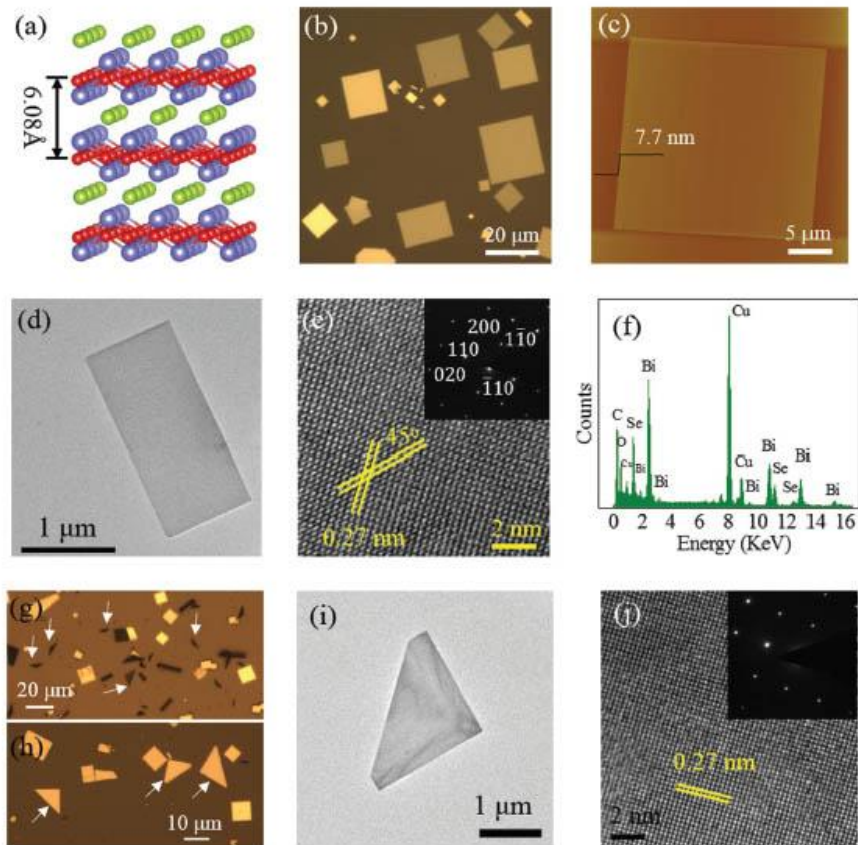 (a)
6.08Å
(b)
20 μm
(c)
7.7 nm
5 μm
(d)
1 μm
(e)
200
110
11̅0
020
1̅10
45°
0.27 nm
2 nm
(f)
Counts
Cu
Bi
C
Se
O
Cu
Bi
Bi
Cu
Bi
Bi
Se
Bi
Se
Bi
0 2 4 6 8 10 12 14 16
Energy (KeV)
(g)
20 μm
(h)
10 μm
(i)
1 μm
(j)
0.27 nm
2 nm